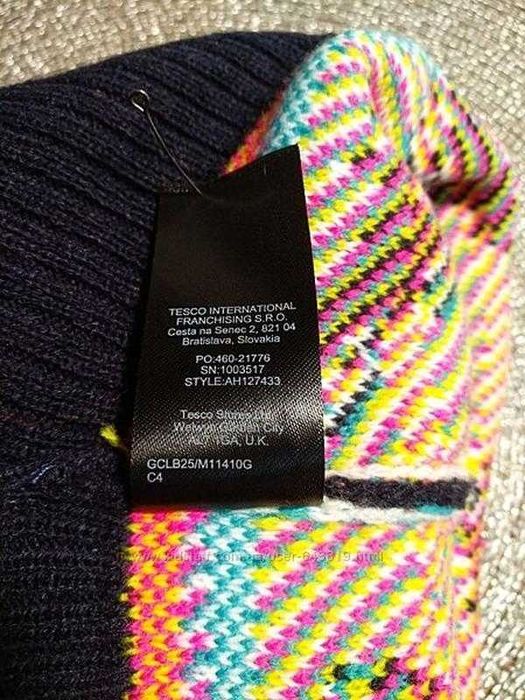 TESCO INTERNATIONAL
FRANCHISING S.R.O.
Cesta na Senec 2, 821 04
Bratislava, Slovakia
PO:460-21776
SN:1003517
STYLE:AH127433
Tesco Stores Ltd
Welwyn Garden City
AL7 1GA, U.K.
GCLB25/M11410G
C4